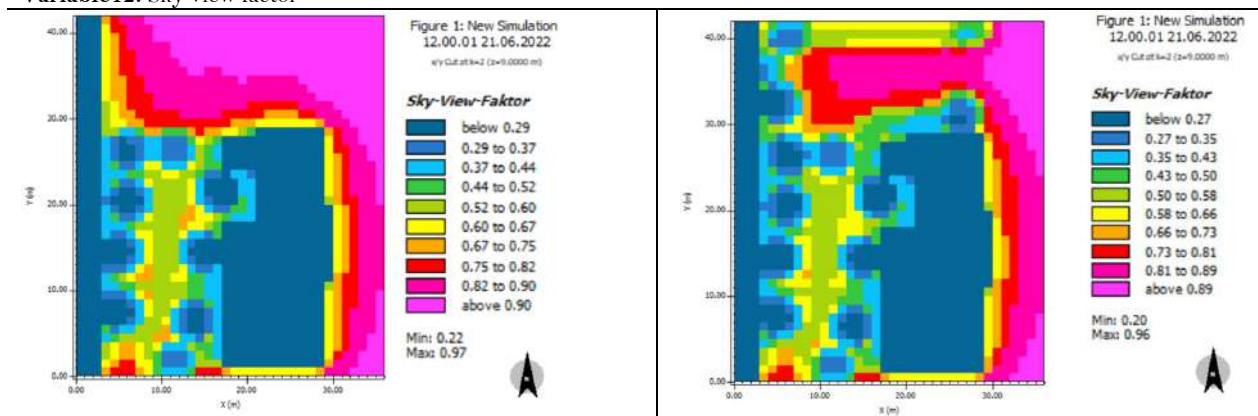 Variable12. Sky view factor
Figure 1: New Simulation
12.00.01 21.06.2022
x/y Cut at k=2 (z=9.0000 m)
Sky-View-Faktor
below 0.29
0.29 to 0.37
0.37 to 0.44
0.44 to 0.52
0.52 to 0.60
0.60 to 0.67
0.67 to 0.75
0.75 to 0.82
0.82 to 0.90
above 0.90
Min: 0.22
Max: 0.97
40.00
30.00
20.00
10.00
0.00
Y (m)
0.00 10.00 20.00 30.00
X (m)
N
Figure 1: New Simulation
12.00.01 21.06.2022
x/y Cut at k=2 (z=9.0000 m)
Sky-View-Faktor
below 0.27
0.27 to 0.35
0.35 to 0.43
0.43 to 0.50
0.50 to 0.58
0.58 to 0.66
0.66 to 0.73
0.73 to 0.81
0.81 to 0.89
above 0.89
Min: 0.20
Max: 0.96
40.00
30.00
20.00
10.00
0.00
Y (m)
0.00 10.00 20.00 30.00
X (m)
N